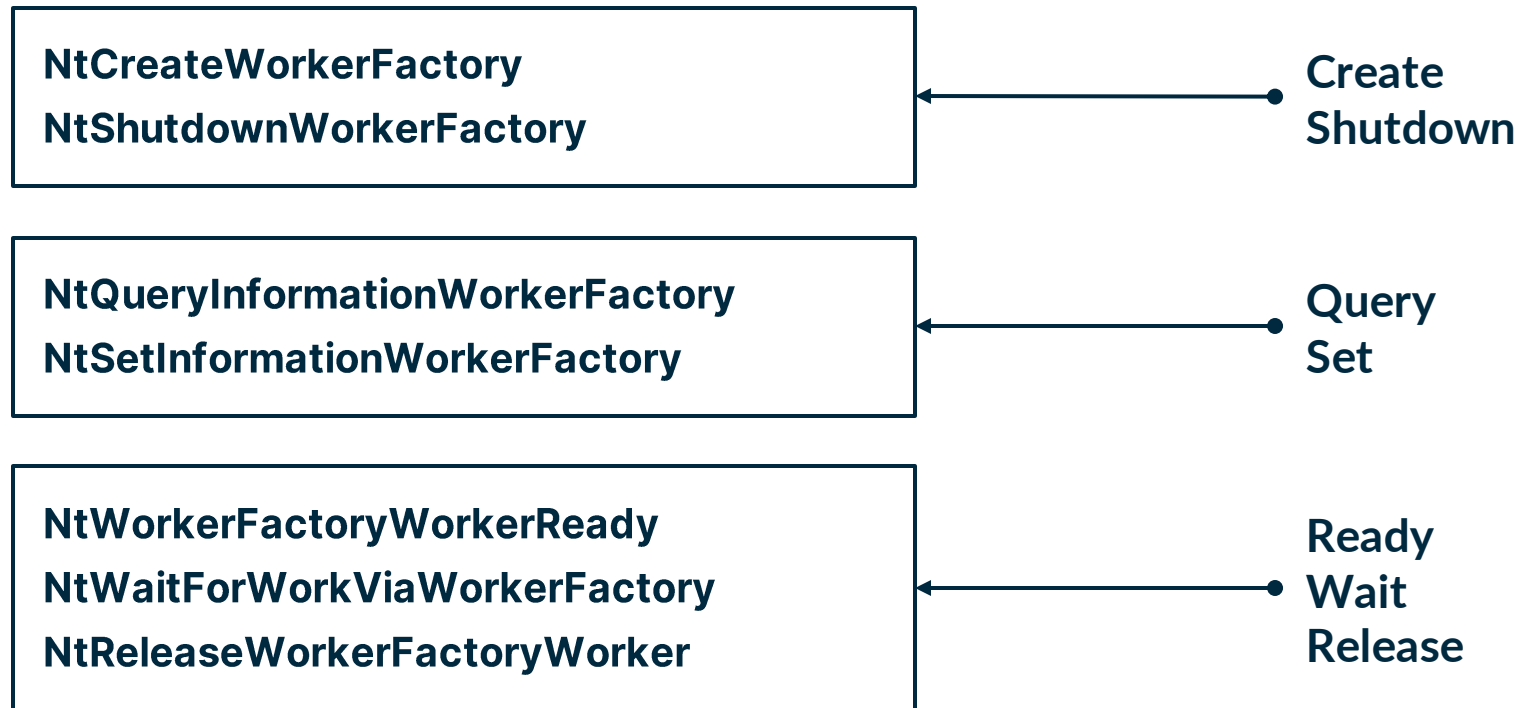 NtCreateWorkerFactory
NtShutdownWorkerFactory
Create
Shutdown
NtQueryInformationWorkerFactory
NtSetInformationWorkerFactory
Query
Set
NtWorkerFactoryWorkerReady
NtWaitForWorkViaWorkerFactory
NtReleaseWorkerFactoryWorker
Ready
Wait
Release